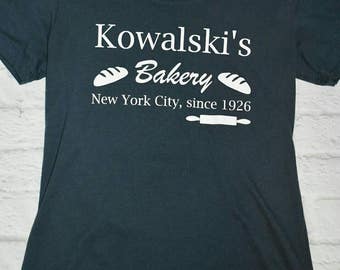 Kowalski's
Bakery
New York City, since 1926